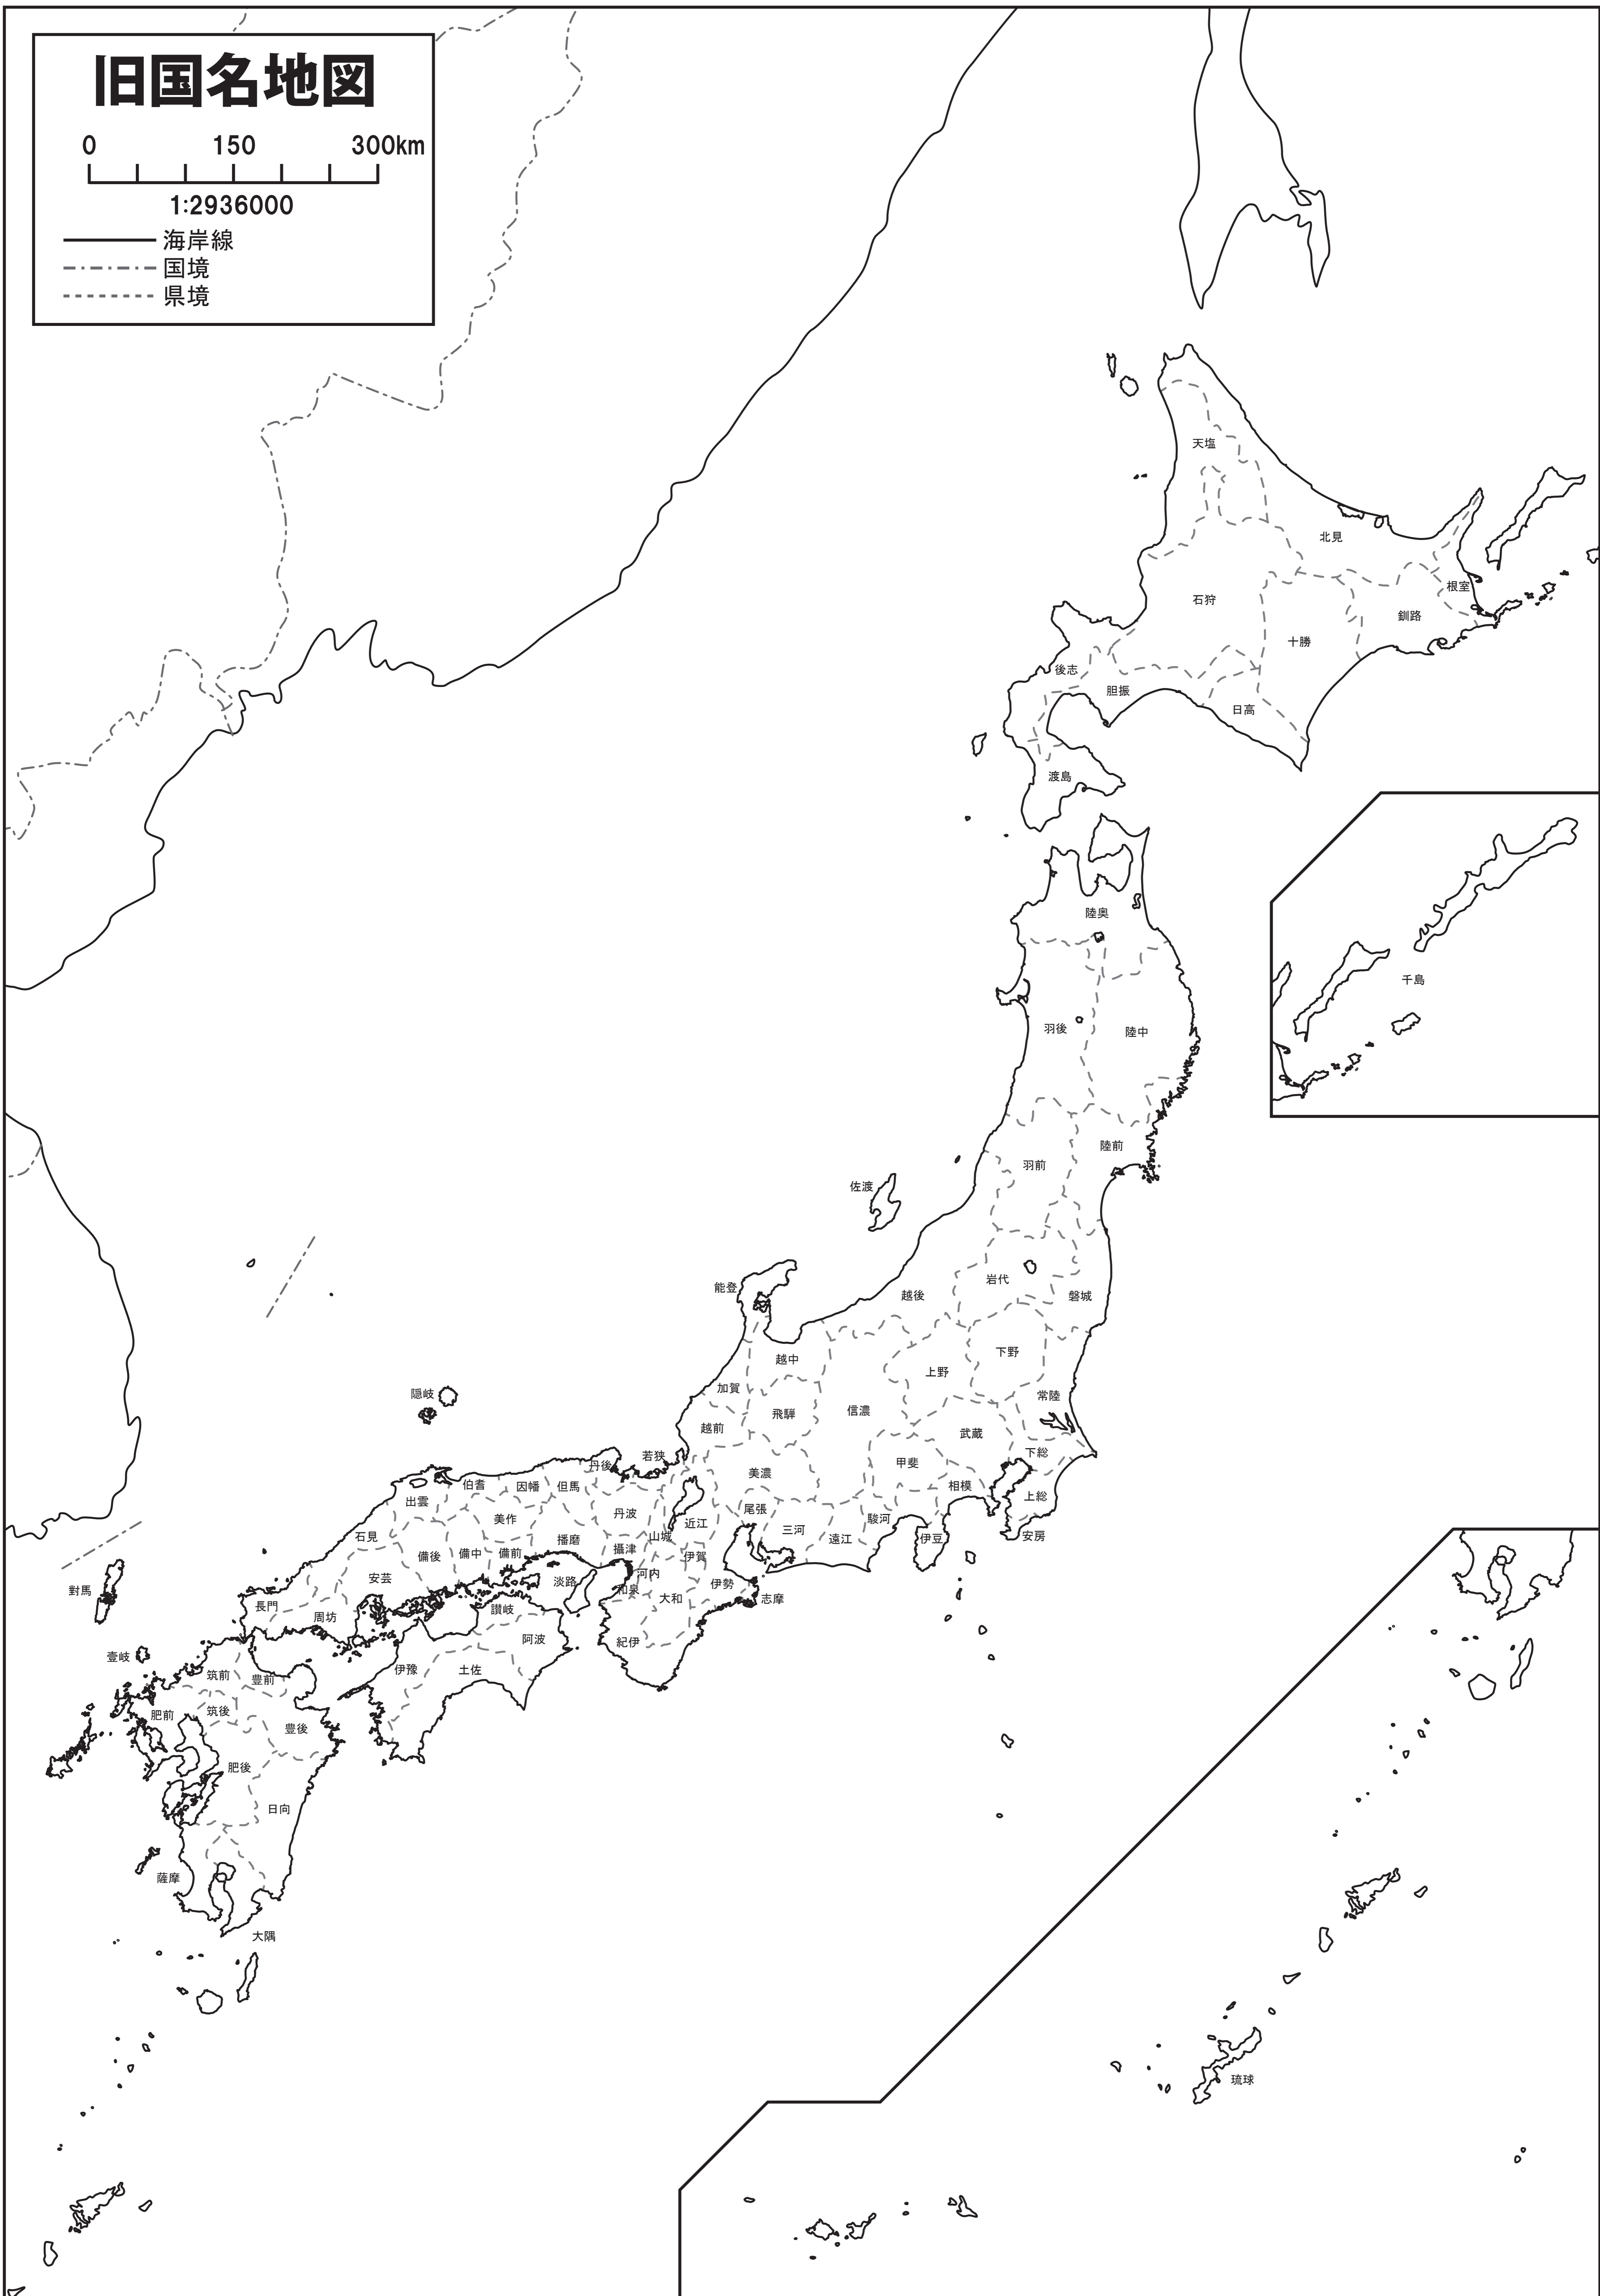 旧国名地図
0 150 300km
1:2936000
海岸線
国境
県境
天塩
北見
根室
石狩
釧路
十勝
後志
胆振
日高
渡島
陸奥
千島
羽後
陸中
陸前
羽前
佐渡
岩代
能登
越後
磐城
下野
越中
上野
加賀
隠岐
常陸
信濃
飛騨
越前
武蔵
下総
若狭
丹後
甲斐
美濃
伯耆
因幡
但馬
相模
上総
出雲
尾張
丹波
美作
駿河
近江
三河
石見
山城
安房
伊豆
遠江
播磨
攝津
備前
備中
備後
伊賀
河内
安芸
淡路
伊勢
和泉
對馬
大和
志摩
長門
讃岐
周坊
阿波
紀伊
壹岐
伊豫
土佐
筑前
豊前
筑後
肥前
豊後
肥後
日向
薩摩
大隅
琉球